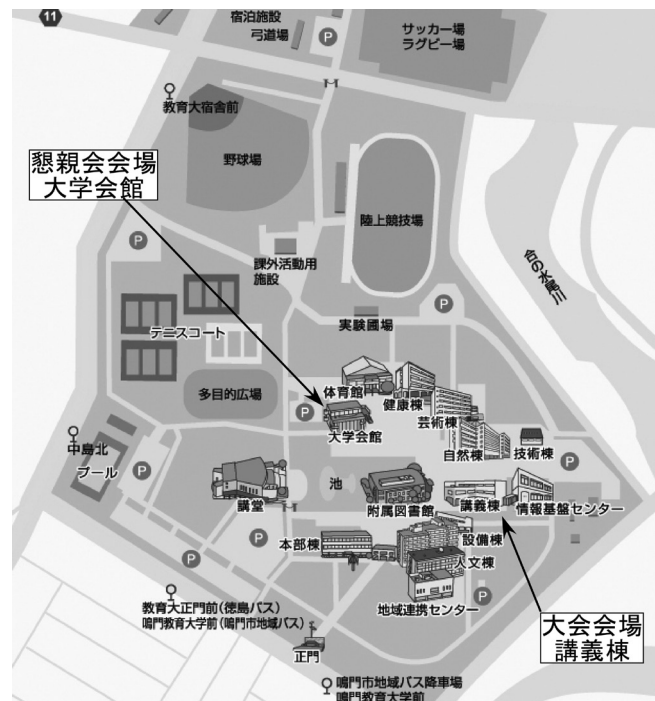 11
宿泊施設
弓道場
P
サッカー場
ラグビー場
教育大宿舎前
野球場
懇親会会場
大学会館
陸上競技場
P
課外活動用
施設
合の水尾川
P
実験圃場
テニスコート
体育館
健康棟
多目的広場
P
芸術棟
大学会館
自然棟
技術棟
中島北
プール
P
P
講堂
池
附属図書館
講義棟
情報基盤センター
P
本部棟
設備棟
P
人文棟
教育大正門前(徳島バス)
鳴門教育大学前(鳴門市地域バス)
地域連携センター
P
大会会場
講義棟
正門
鳴門市地域バス降車場
鳴門教育大学前